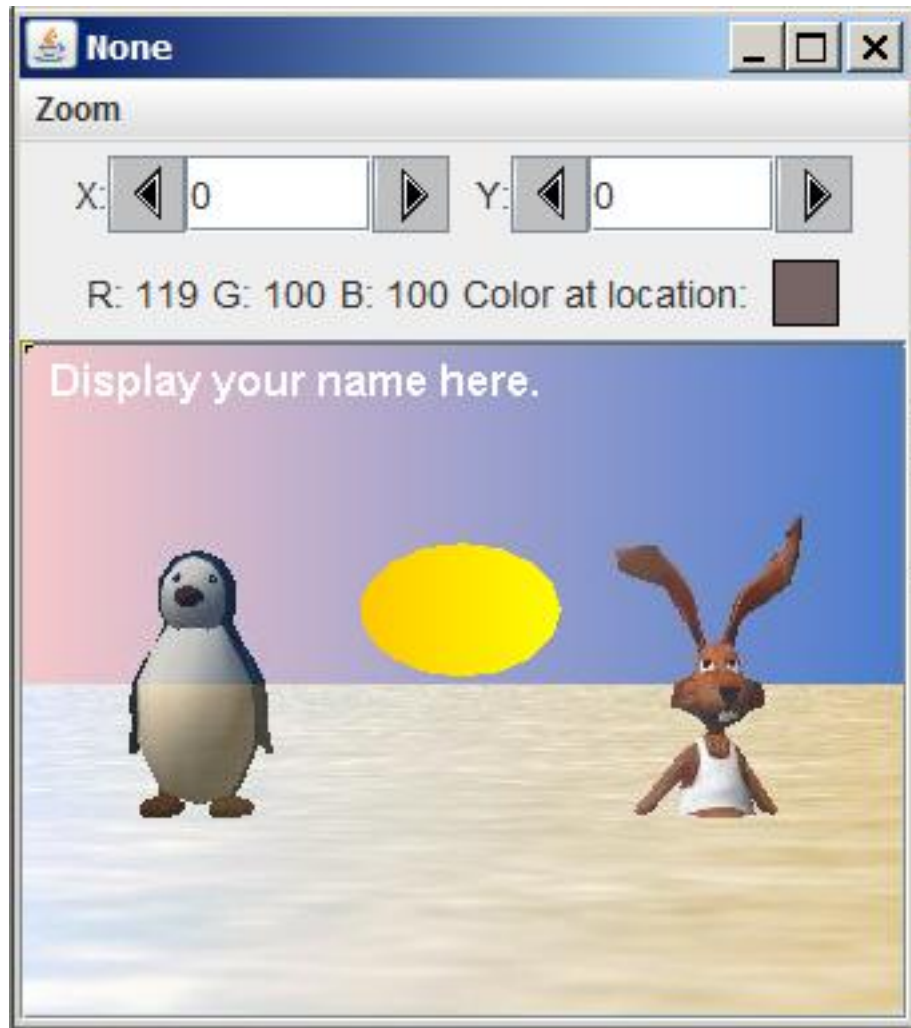 None
Zoom
X: 0 Y: 0
R: 119 G: 100 B: 100 Color at location:
Display your name here.